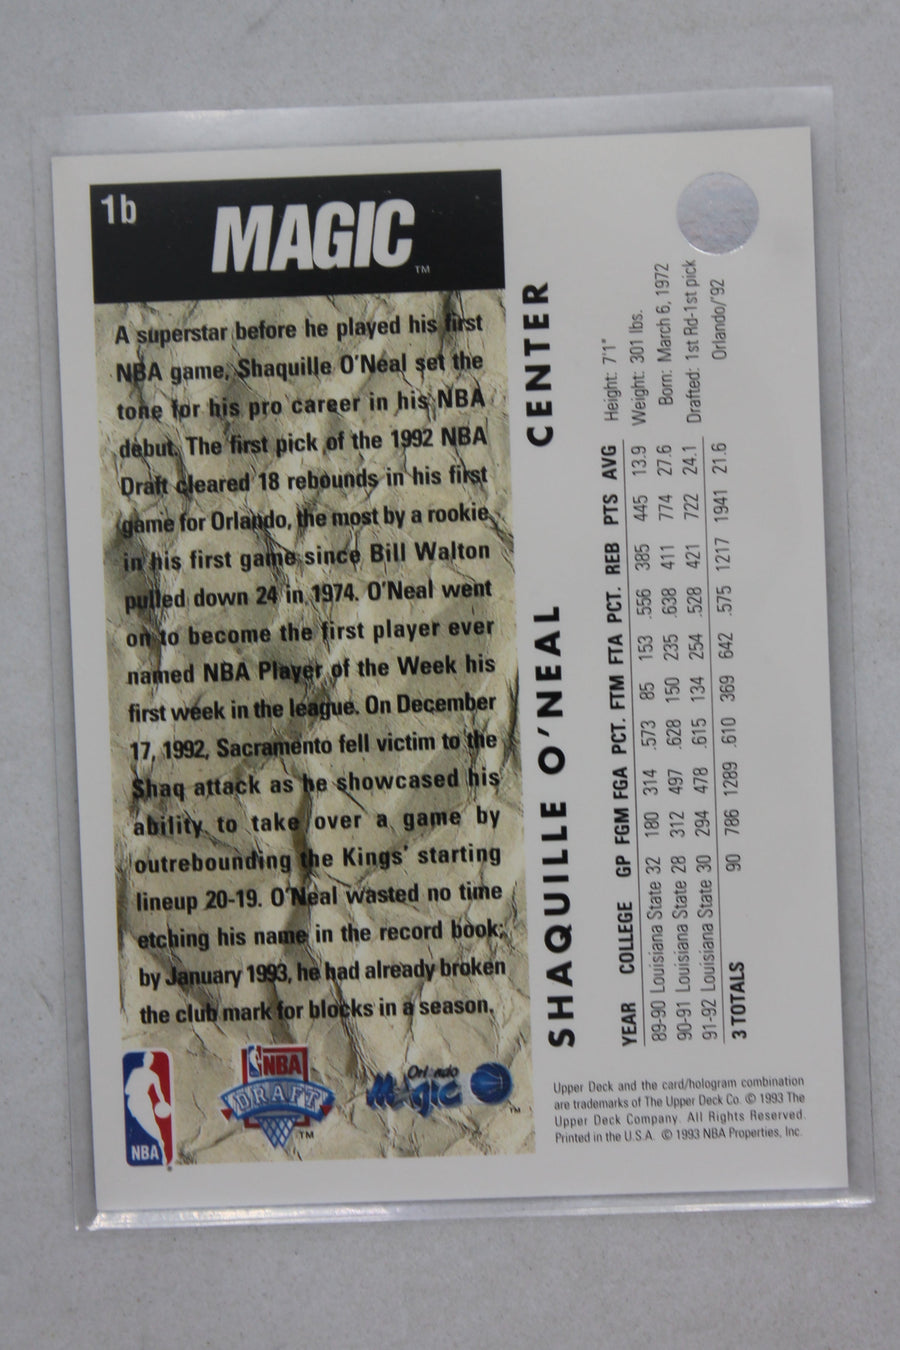 1b
MAGIC™
A superstar before he played his first
NBA game, Shaquille O'Neal set the
tone for his pro career in his NBA
debut. The first pick of the 1992 NBA
Draft cleared 18 rebounds in his first
game for Orlando, the most by a rookie
in his first game since Bill Walton
pulled down 24 in 1974. O'Neal went
on to become the first player ever
named NBA Player of the Week his
first week in the league. On December
17, 1992, Sacramento fell victim to the
Shaq attack as he showcased his
ability to take over a game by
outrebounding the Kings' starting
lineup 20-19. O'Neal wasted no time
etching his name in the record book;
by January 1993, he had already broken
the club mark for blocks in a season.
NBA
NBA
DRAFT™
Orlando
Magic™
SHAQUILLE O'NEAL CENTER
Height: 7'1"
Weight: 301 lbs.
Born: March 6, 1972
Drafted: 1st Rd-1st pick
Orlando/'92
YEAR COLLEGE GP FGM FGA PCT. FTM FTA PCT. REB PTS AVG
89-90 Louisiana State 32 180 314 .573 85 153 .556 385 445 13.9
90-91 Louisiana State 28 312 497 .628 150 235 .638 411 774 27.6
91-92 Louisiana State 30 294 478 .615 134 254 .528 421 722 24.1
3 TOTALS 90 786 1289 .610 369 642 .575 1217 1941 21.6
Upper Deck and the card/hologram combination
are trademarks of The Upper Deck Co. © 1993 The
Upper Deck Company. All Rights Reserved.
Printed in the U.S.A. © 1993 NBA Properties, Inc.